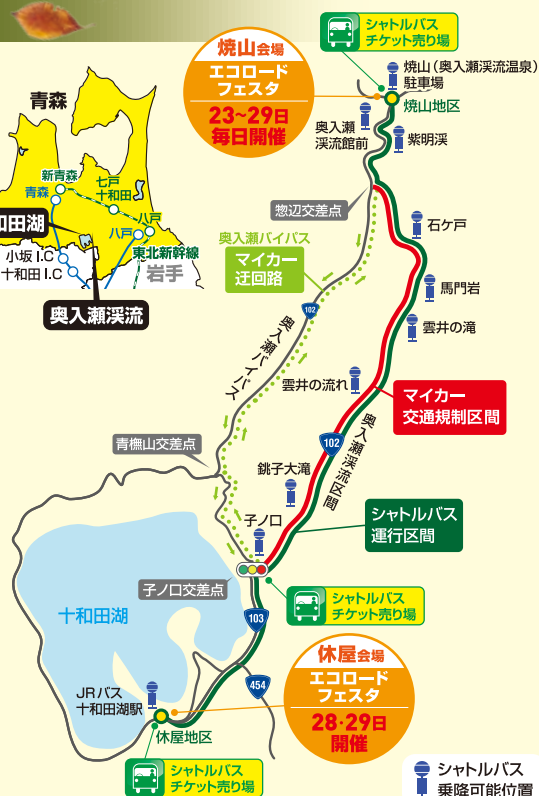 シャトルバス
チケット売り場
焼山会場
エコロード
フェスタ
23~29日
毎日開催
焼山（奥入瀬渓流温泉）
駐車場
焼山地区
奥入瀬
渓流館前
紫明渓
青森
新青森
青森
七戸
十和田
八戸
八戸
東北新幹線
岩手
和田湖
小坂I.C
十和田I.C
奥入瀬渓流
惣辺交差点
奥入瀬バイパス
マイカー
迂回路
石ケ戸
馬門岩
雲井の滝
102
奥入瀬バイパス
雲井の流れ
マイカー
交通規制区間
102
奥入瀬渓流区間
青橅山交差点
銚子大滝
子ノ口
シャトルバス
運行区間
子ノ口交差点
シャトルバス
チケット売り場
十和田湖
103
454
休屋会場
エコロード
フェスタ
28・29日
開催
JRバス
十和田湖駅
休屋地区
シャトルバス
チケット売り場
シャトルバス
乗降可能位置